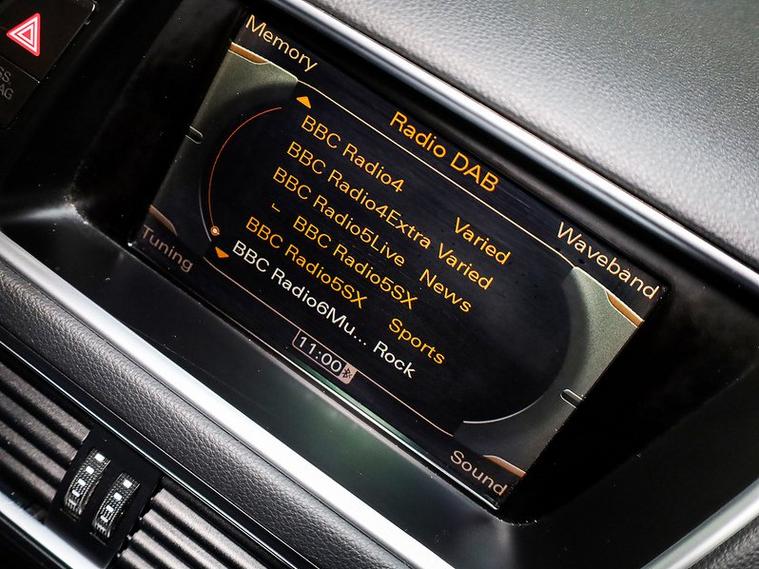 Memory
Radio DAB
Waveband
BBC Radio4 Varied
BBC Radio4Extra Varied
BBC Radio5Live News
BBC Radio5SX
BBC Radio5SX Sports
BBC Radio6Mu... Rock
Tuning
11:00
Sound